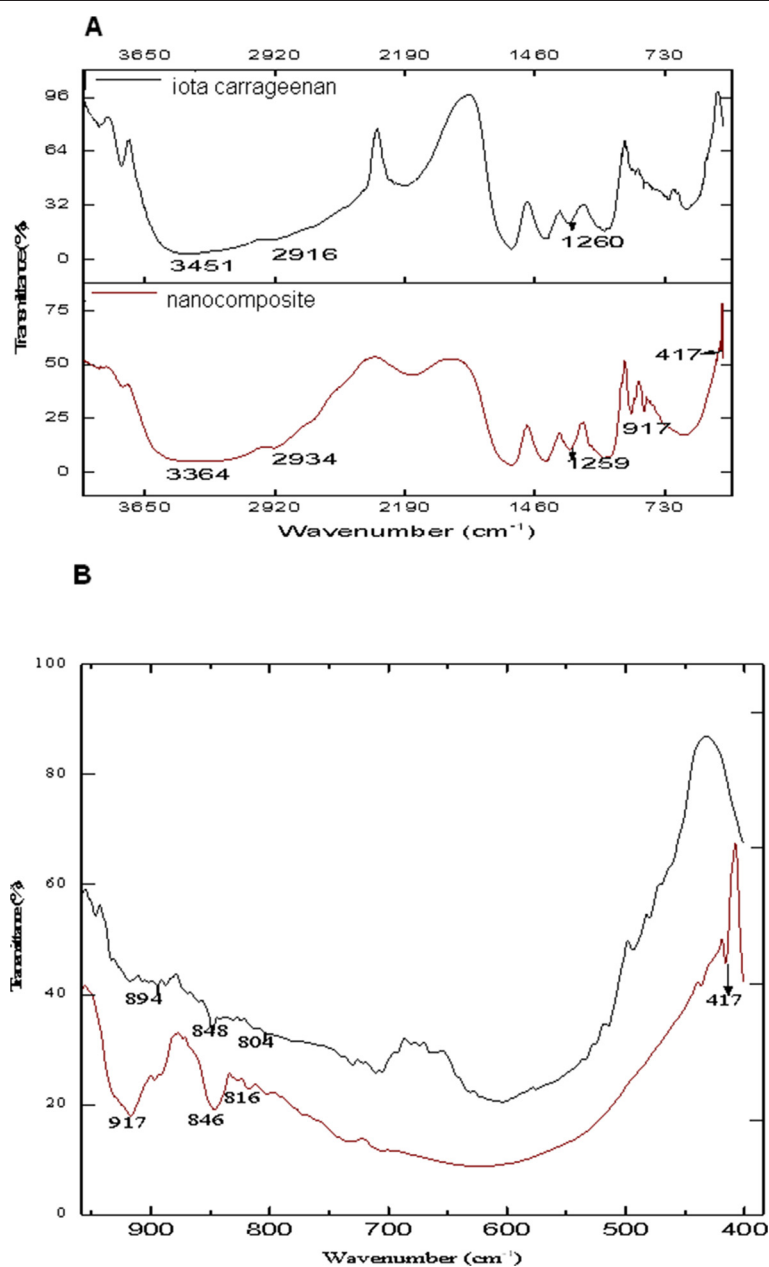 A
3650 2920 2190 1460 730
iota carrageenan
96
64
32
0
3451 2916 1260
Transmittance(%)
nanocomposite
75
50
25
0
417
917
3364 2934 1259
3650 2920 2190 1460 730
Wavenumber (cm⁻¹)
B
100
80
60
40
20
0
Transmittance(%)
894 848 804 417
917 846 816
900 800 700 600 500 400
Wavenumber (cm⁻¹)